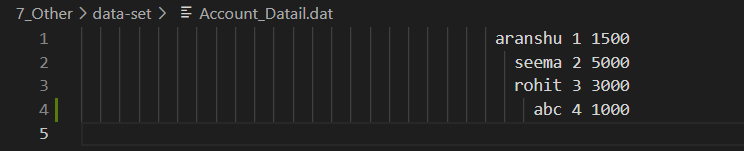 7_Other > data-set > Account_Datail.dat
1 aranshu 1 1500
2 seema 2 5000
3 rohit 3 3000
4 abc 4 1000
5